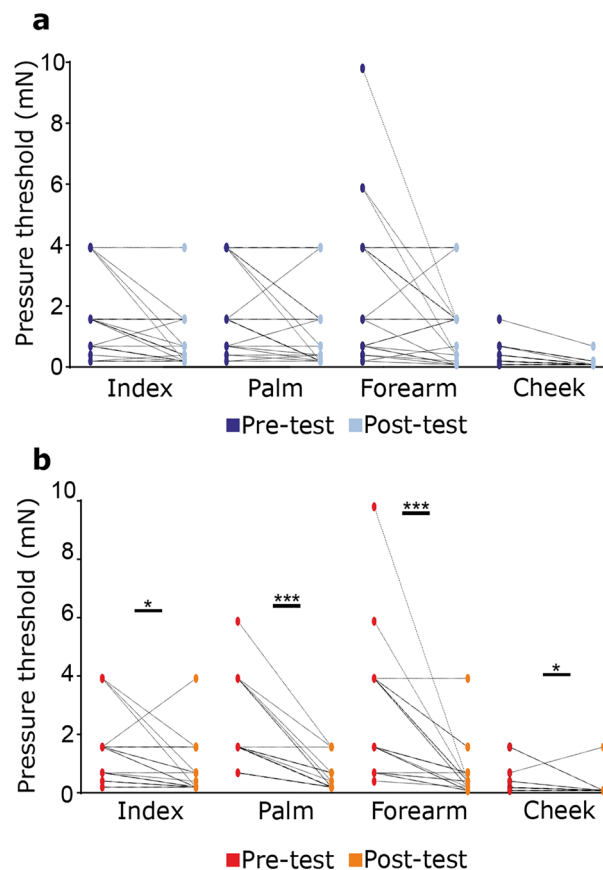 a
Pressure threshold (mN)
10
8
6
4
2
0
Index Palm Forearm Cheek
Pre-test Post-test
b
Pressure threshold (mN)
10
8
6
4
2
0
* *** *** *
Index Palm Forearm Cheek
Pre-test Post-test